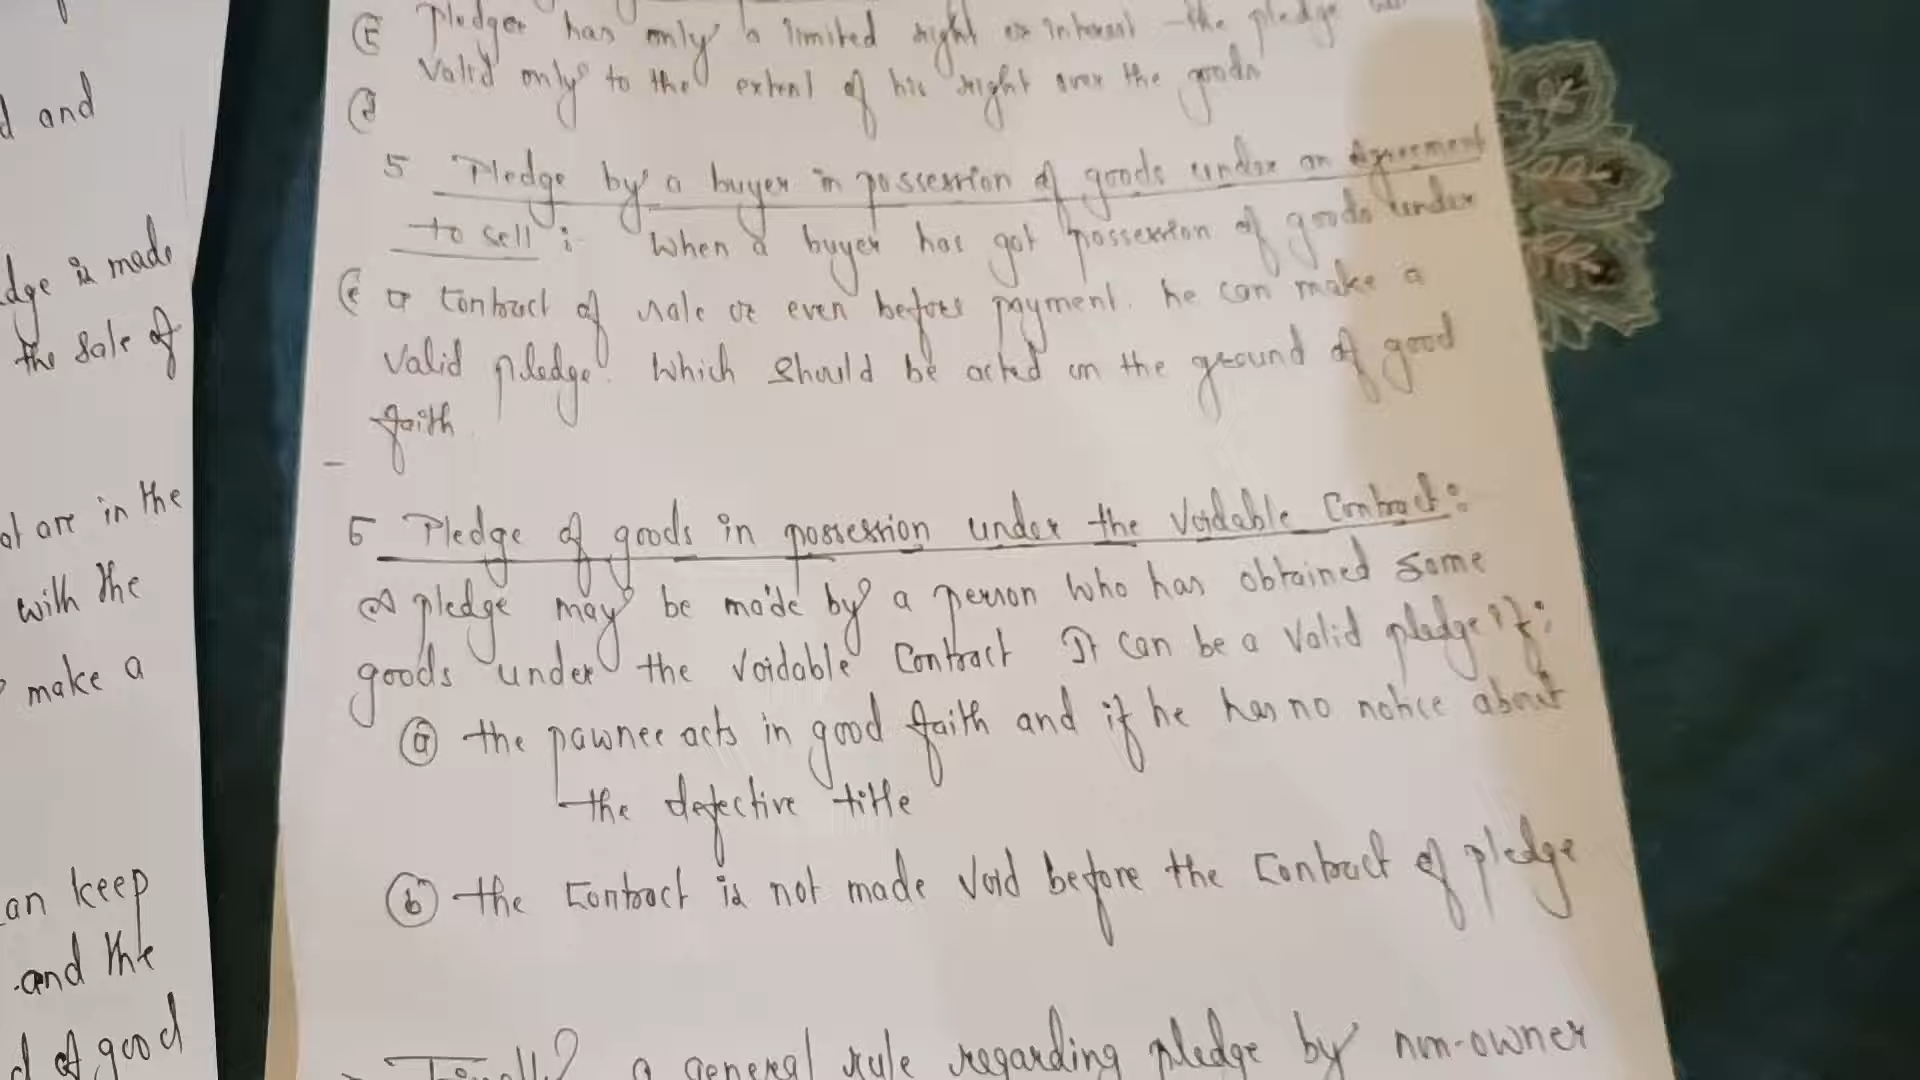 d and
dge is made
the sale of
at are in the
with the
make a
an keep
and the
d of good
Pledger has only a limited right or interest the pledge
Valid only to the extent of his right over the goods
5 Pledge by a buyer in possession of goods under an Agreement
to sell :- When a buyer has got possession of goods under
a Contract of sale or even before payment. he can make a
Valid pledge. Which should be acted on the ground of good
faith
6 Pledge of goods in possession under the Voidable Contract:
A pledge may be made by a person who has obtained some
goods under the Voidable Contract It can be a Valid pledge if:
(a) the pawnee acts in good faith and if he has no notice about
the defective title
(b) the Contract is not made Void before the Contract of pledge
a general rule regarding pledge by non-owner